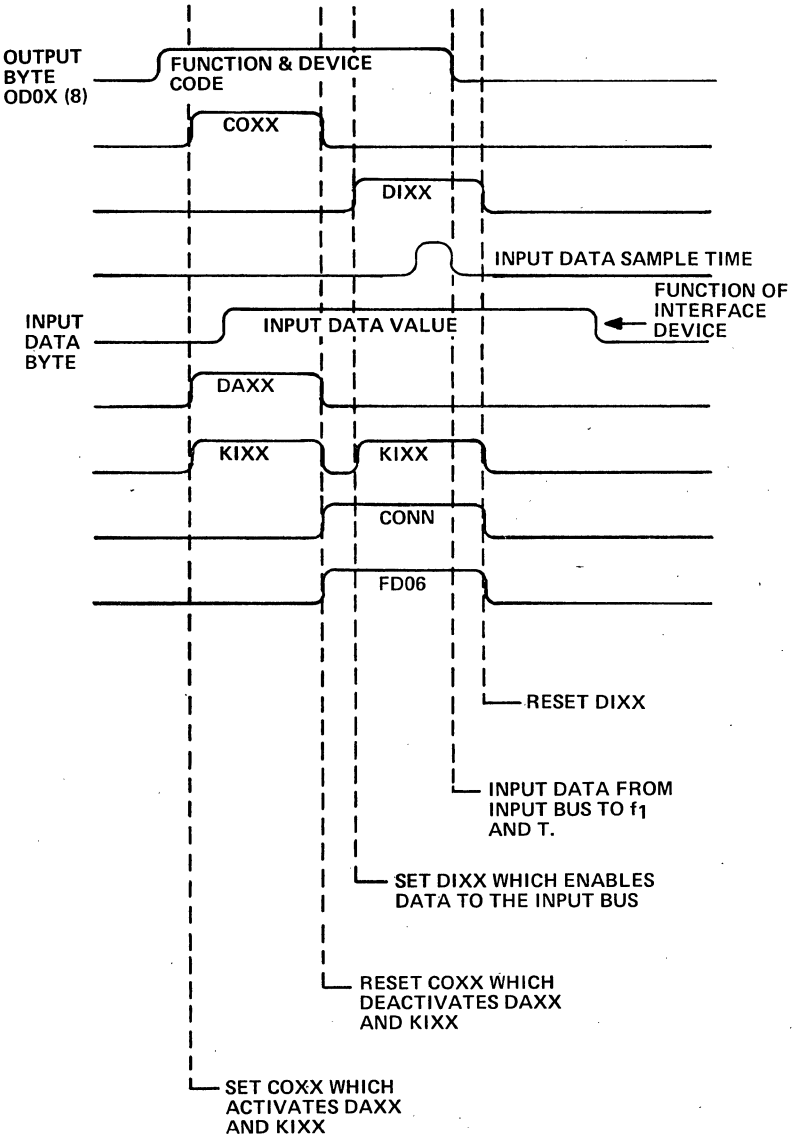 OUTPUT
BYTE
OD0X (8)
FUNCTION & DEVICE
CODE
COXX
DIXX
INPUT DATA SAMPLE TIME
INPUT
DATA
BYTE
INPUT DATA VALUE
FUNCTION OF
INTERFACE
DEVICE
DAXX
KIXX
KIXX
CONN
FD06
RESET DIXX
INPUT DATA FROM
INPUT BUS TO f1
AND T.
SET DIXX WHICH ENABLES
DATA TO THE INPUT BUS
RESET COXX WHICH
DEACTIVATES DAXX
AND KIXX
SET COXX WHICH
ACTIVATES DAXX
AND KIXX